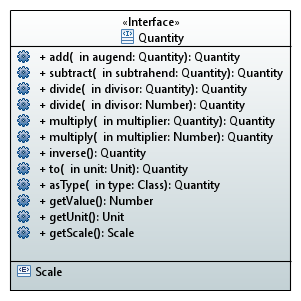 «Interface»
Quantity
+ add( in augend: Quantity): Quantity
+ subtract( in subtrahend: Quantity): Quantity
+ divide( in divisor: Quantity): Quantity
+ divide( in divisor: Number): Quantity
+ multiply( in multiplier: Quantity): Quantity
+ multiply( in multiplier: Number): Quantity
+ inverse(): Quantity
+ to( in unit: Unit): Quantity
+ asType( in type: Class): Quantity
+ getValue(): Number
+ getUnit(): Unit
+ getScale(): Scale
Scale